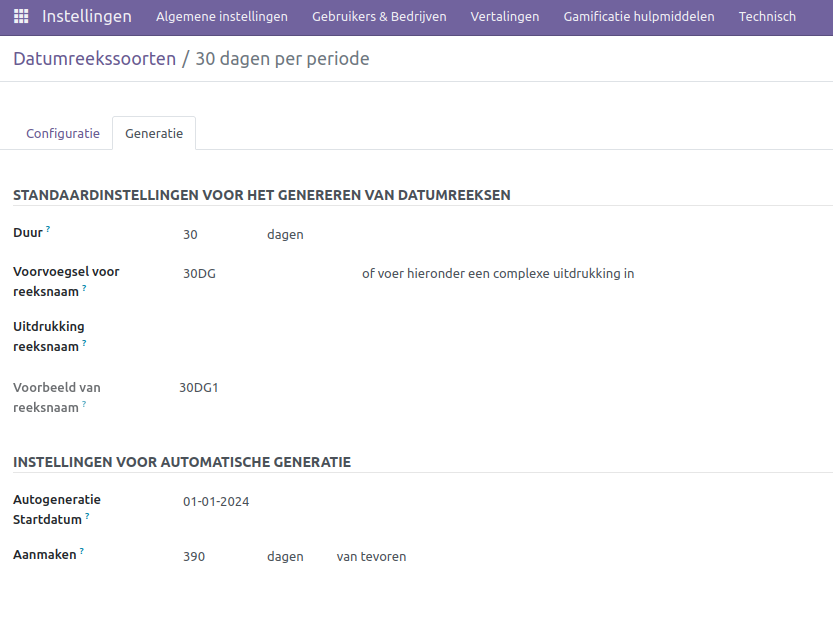 Instellingen Algemene instellingen Gebruikers & Bedrijven Vertalingen Gamificatie hulpmiddelen Technisch
Datumreekssoorten / 30 dagen per periode
Configuratie Generatie
STANDAARDINSTELLINGEN VOOR HET GENEREREN VAN DATUMREEKSEN
Duur ? 30 dagen
Voorvoegsel voor reeksnaam ? 30DG of voer hieronder een complexe uitdrukking in
Uitdrukking
reeksnaam ?
Voorbeeld van reeksnaam ? 30DG1
INSTELLINGEN VOOR AUTOMATISCHE GENERATIE
Autogeneratie Startdatum ? 01-01-2024
Aanmaken ? 390 dagen van tevoren